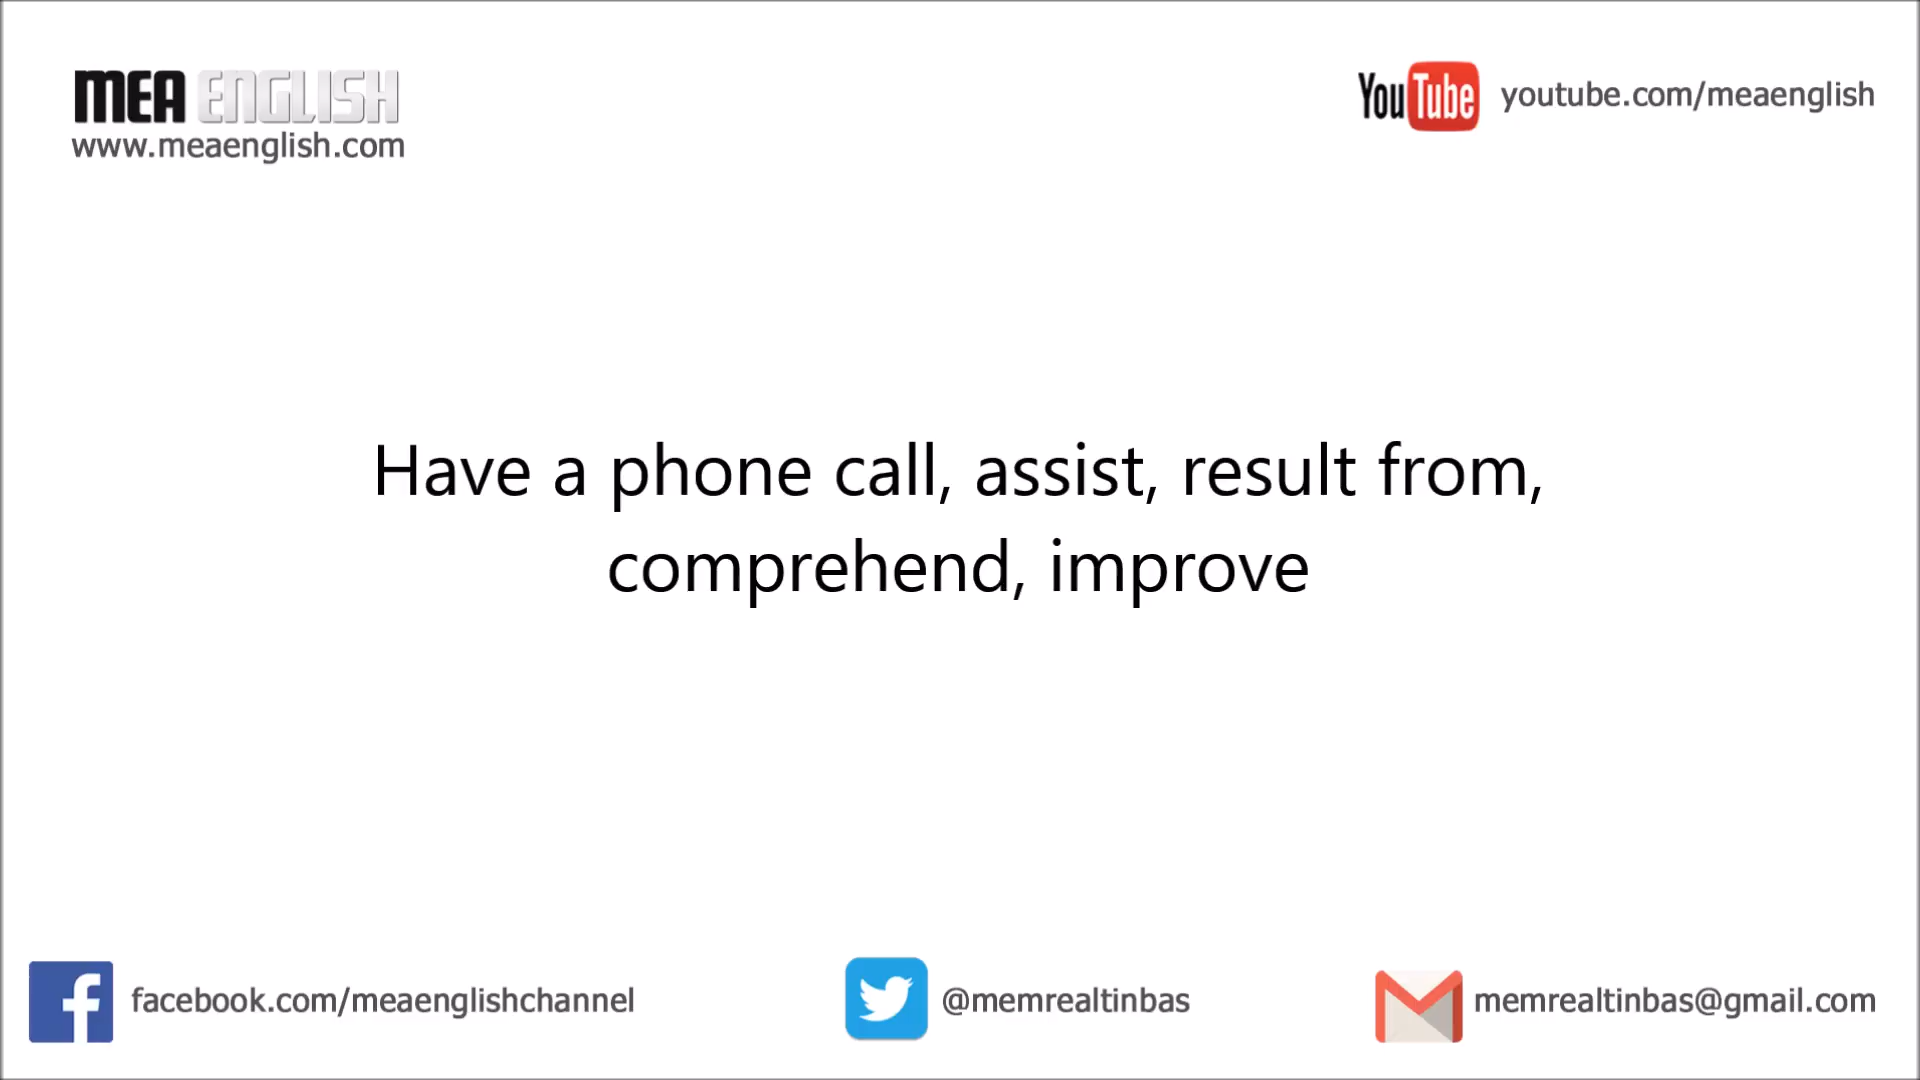 MEA ENGLISH
www.meaenglish.com
YouTube youtube.com/meaenglish
Have a phone call, assist, result from,
comprehend, improve
facebook.com/meaenglishchannel
@memrealtinbas
memrealtinbas@gmail.com